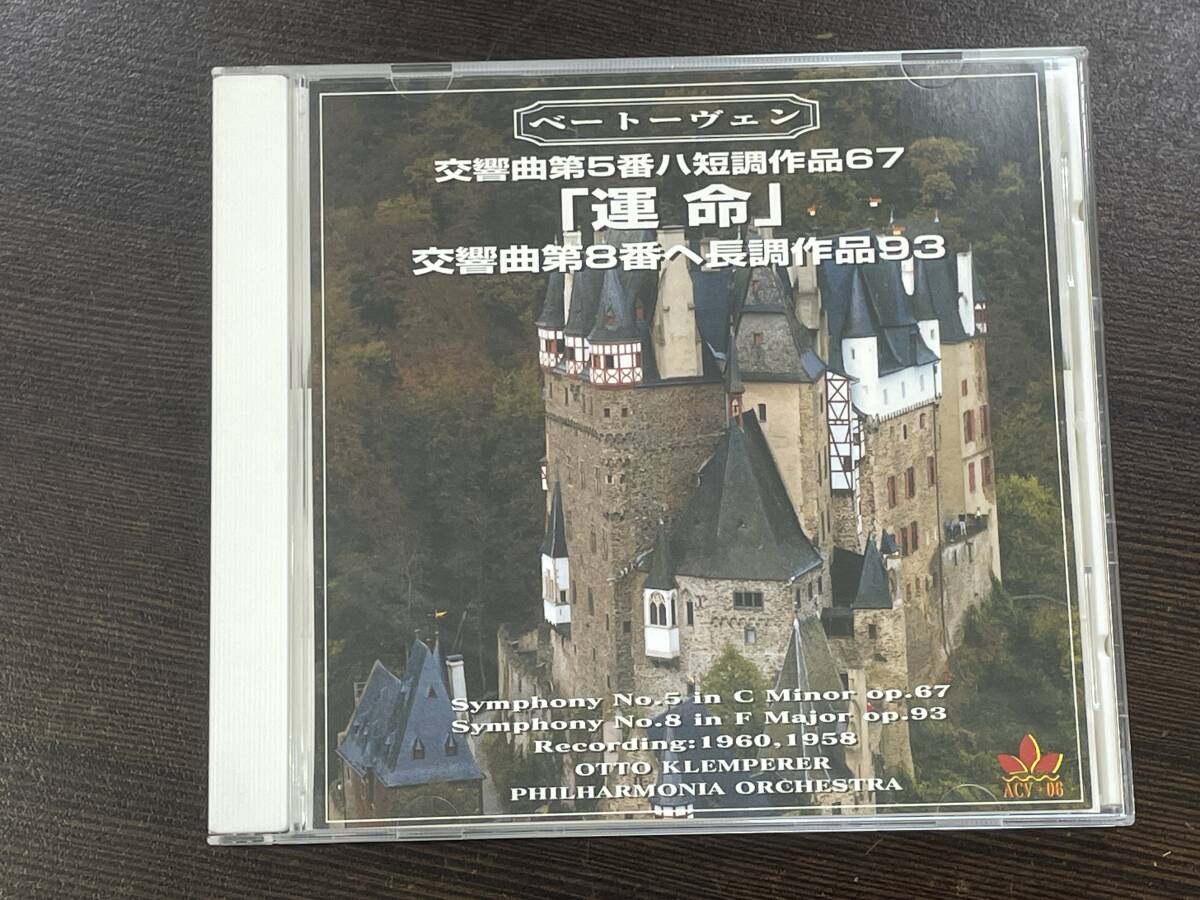 ベートーヴェン
交響曲第5番ハ短調作品67
「運 命」
交響曲第8番ヘ長調作品93
Symphony No.5 in C Minor op.67
Symphony No.8 in F Major op.93
Recording:1960,1958
OTTO KLEMPERER
PHILHARMONIA ORCHESTRA
ACV・06